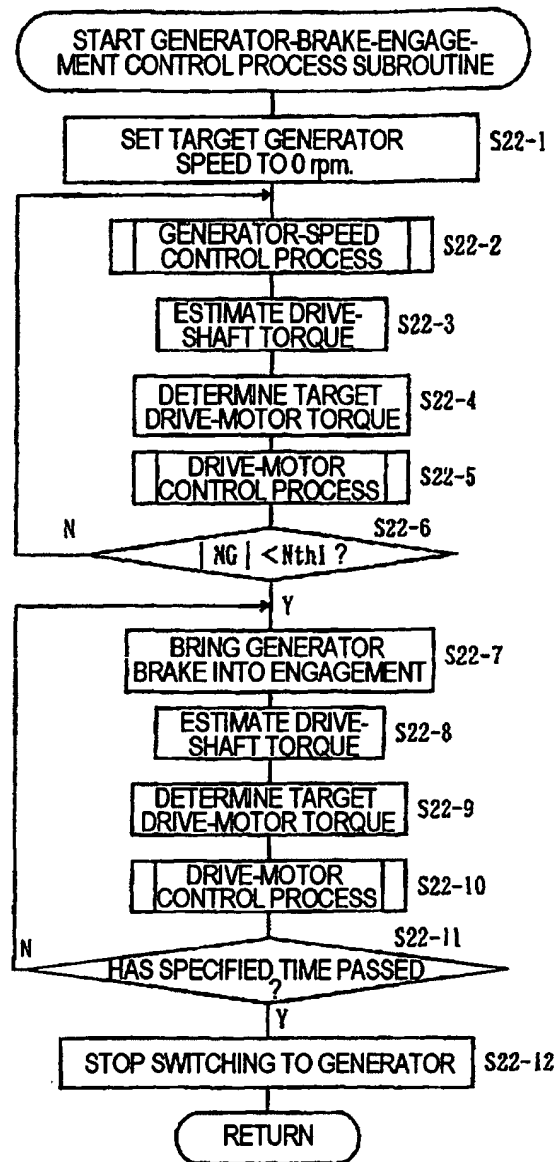 START GENERATOR-BRAKE-ENGAGE-
MENT CONTROL PROCESS SUBROUTINE
SET TARGET GENERATOR
SPEED TO 0 rpm.
S22-1
GENERATOR-SPEED
CONTROL PROCESS
S22-2
ESTIMATE DRIVE-
SHAFT TORQUE
S22-3
DETERMINE TARGET
DRIVE-MOTOR TORQUE
S22-4
DRIVE-MOTOR
CONTROL PROCESS
S22-5
S22-6
N
| NG | <Nth1 ?
Y
BRING GENERATOR
BRAKE INTO ENGAGEMENT
S22-7
ESTIMATE DRIVE-
SHAFT TORQUE
S22-8
DETERMINE TARGET
DRIVE-MOTOR TORQUE
S22-9
DRIVE-MOTOR
CONTROL PROCESS
S22-10
S22-11
N
HAS SPECIFIED TIME PASSED
?
Y
STOP SWITCHING TO GENERATOR
S22-12
RETURN